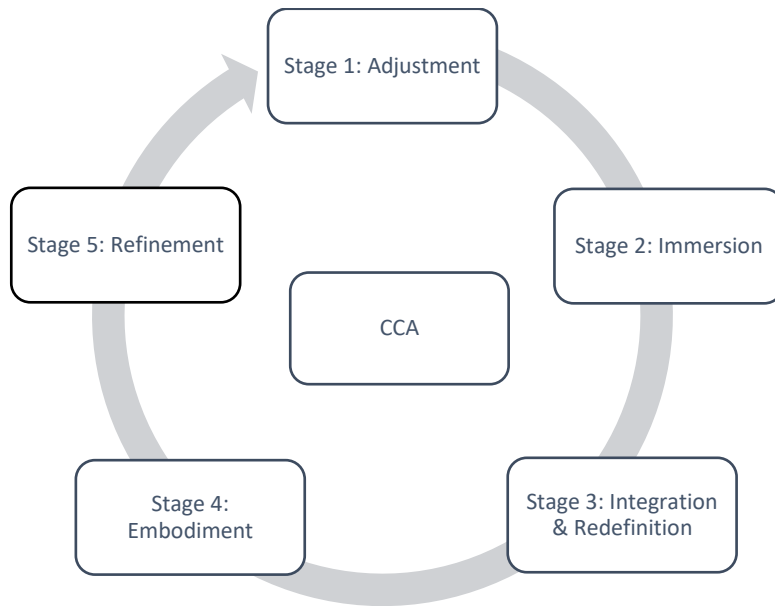 Stage 1: Adjustment
Stage 2: Immersion
Stage 3: Integration
& Redefinition
Stage 4:
Embodiment
Stage 5: Refinement
CCA